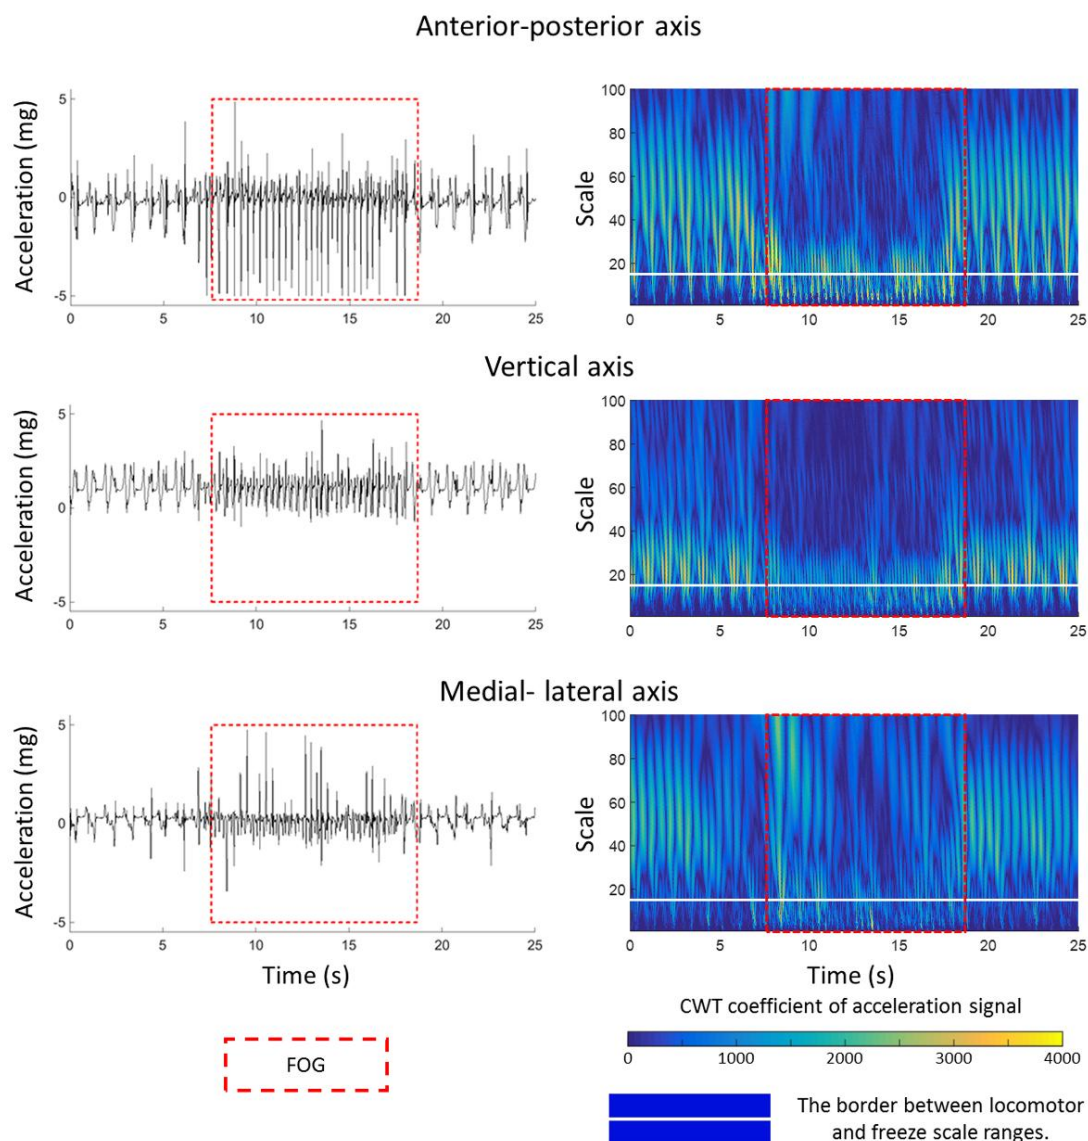 Anterior-posterior axis
Acceleration (mg)
5
0
-5
0 5 10 15 20 25
Scale
100
80
60
40
20
0 5 10 15 20 25
Vertical axis
Acceleration (mg)
5
0
-5
0 5 10 15 20 25
Scale
100
80
60
40
20
0 5 10 15 20 25
Medial- lateral axis
Acceleration (mg)
5
0
-5
0 5 10 15 20 25
Time (s)
Scale
100
80
60
40
20
0 5 10 15 20 25
Time (s)
FOG
CWT coefficient of acceleration signal
0 1000 2000 3000 4000
The border between locomotor
and freeze scale ranges.